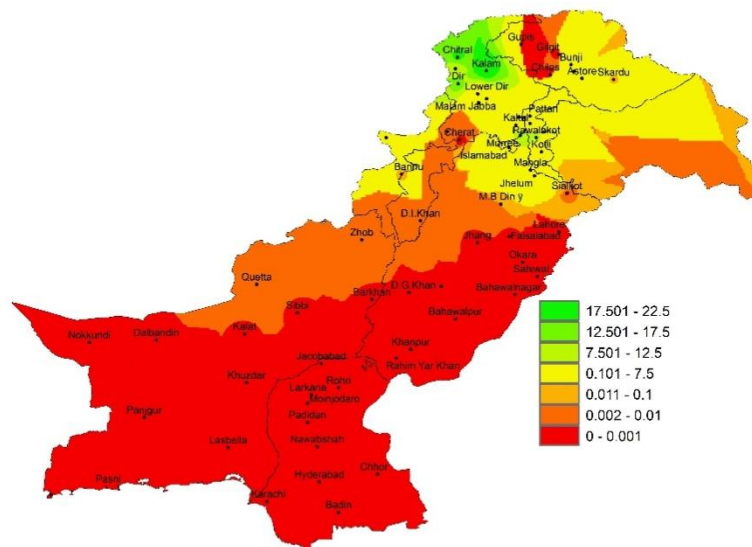 Gupis
Gilgit
Chitral
Bunji
Kalam
Chilas
Astore
Skardu
Dir
Lower Dir
Malam Jabba
Pattan
Kakul
Cherat
Rawalakot
Murree
Kotli
Islamabad
Bannu
Mangla
Jhelum
Sialkot
M.B Din
D.I.Khan
Lahore
Zhob
Jhang
Faisalabad
Okara
Sahiwal
Quetta
D.G.Khan
Barkhan
Bahawalnagar
Sibbi
Bahawalpur
Kalat
Nokkundi
Dalbandin
Khanpur
Jacobabad
Rahim Yar Khan
Khuzdar
Rohri
Larkana
Moinjodaro
Panjgur
Padidan
Nawabshah
Lasbella
Pasni
Hyderabad
Chhor
Karachi
Badin
17.501 - 22.5
12.501 - 17.5
7.501 - 12.5
0.101 - 7.5
0.011 - 0.1
0.002 - 0.01
0 - 0.001